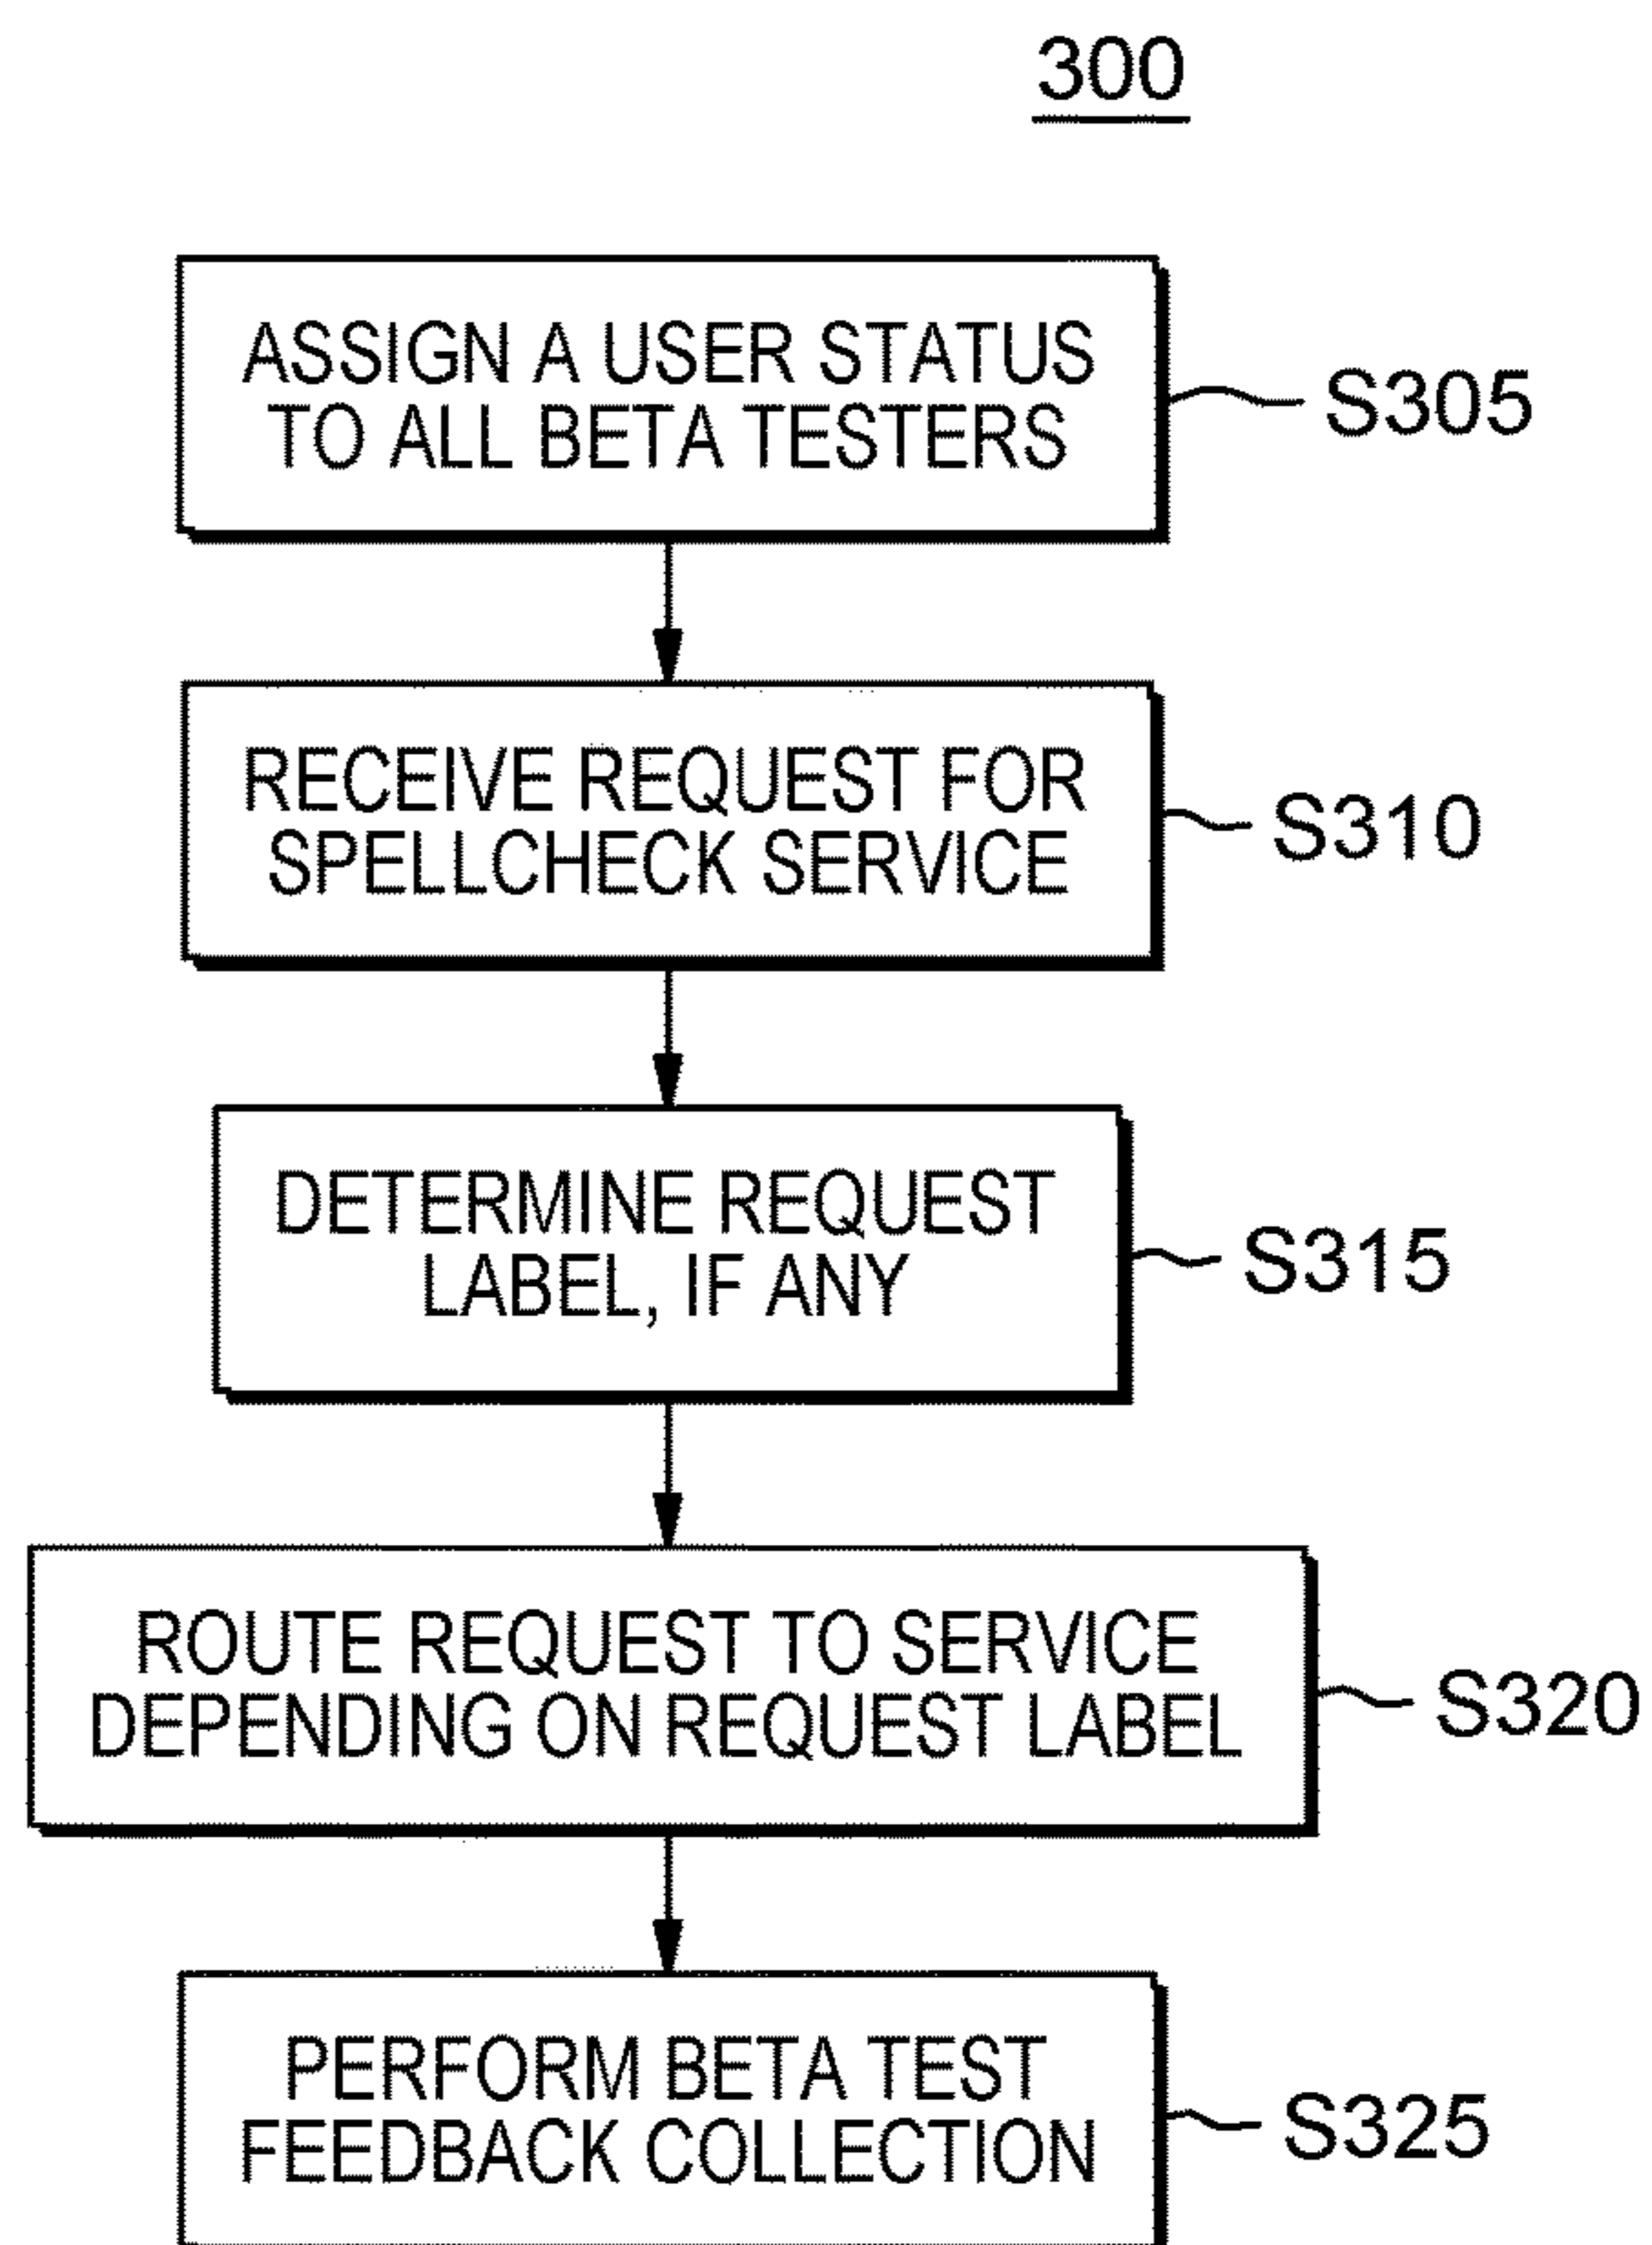 300
ASSIGN A USER STATUS
TO ALL BETA TESTERS
S305
RECEIVE REQUEST FOR
SPELLCHECK SERVICE
S310
DETERMINE REQUEST
LABEL, IF ANY
S315
ROUTE REQUEST TO SERVICE
DEPENDING ON REQUEST LABEL
S320
PERFORM BETA TEST
FEEDBACK COLLECTION
S325